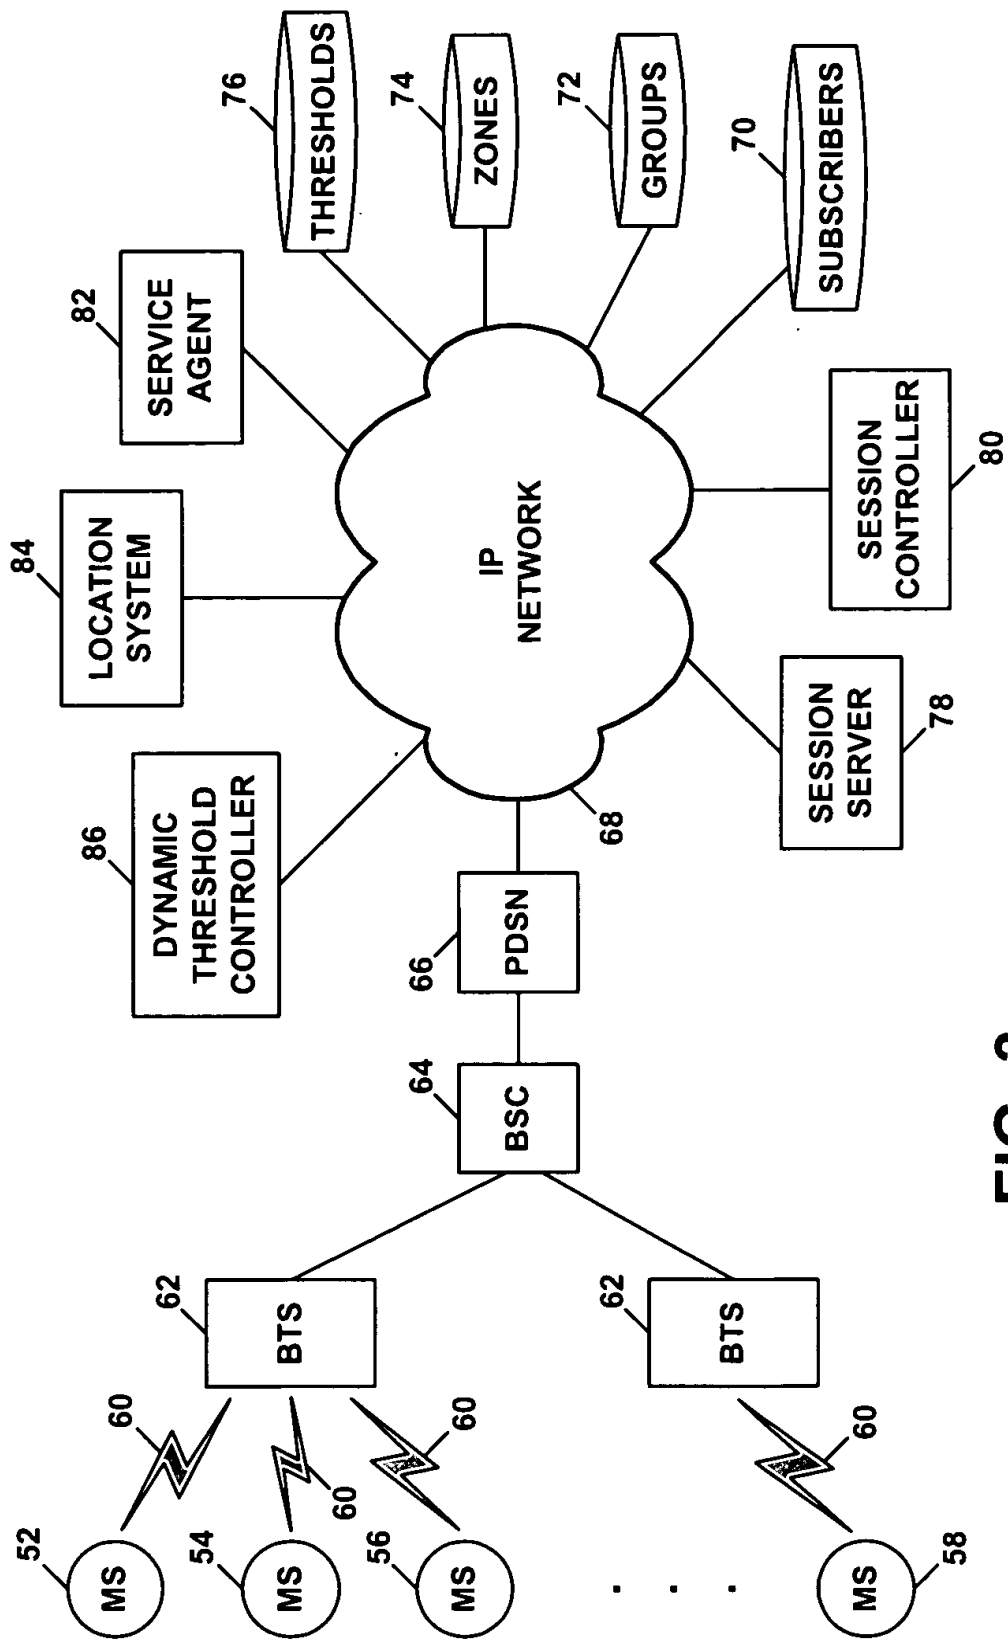 52
MS
54
MS
56
MS
58
MS
60
60
60
60
62
BTS
62
BTS
64
BSC
66
PDSN
68
IP
NETWORK
86
DYNAMIC
THRESHOLD
CONTROLLER
84
LOCATION
SYSTEM
82
SERVICE
AGENT
76
THRESHOLDS
74
ZONES
72
GROUPS
70
SUBSCRIBERS
SESSION
CONTROLLER
80
SESSION
SERVER
78
FIG.